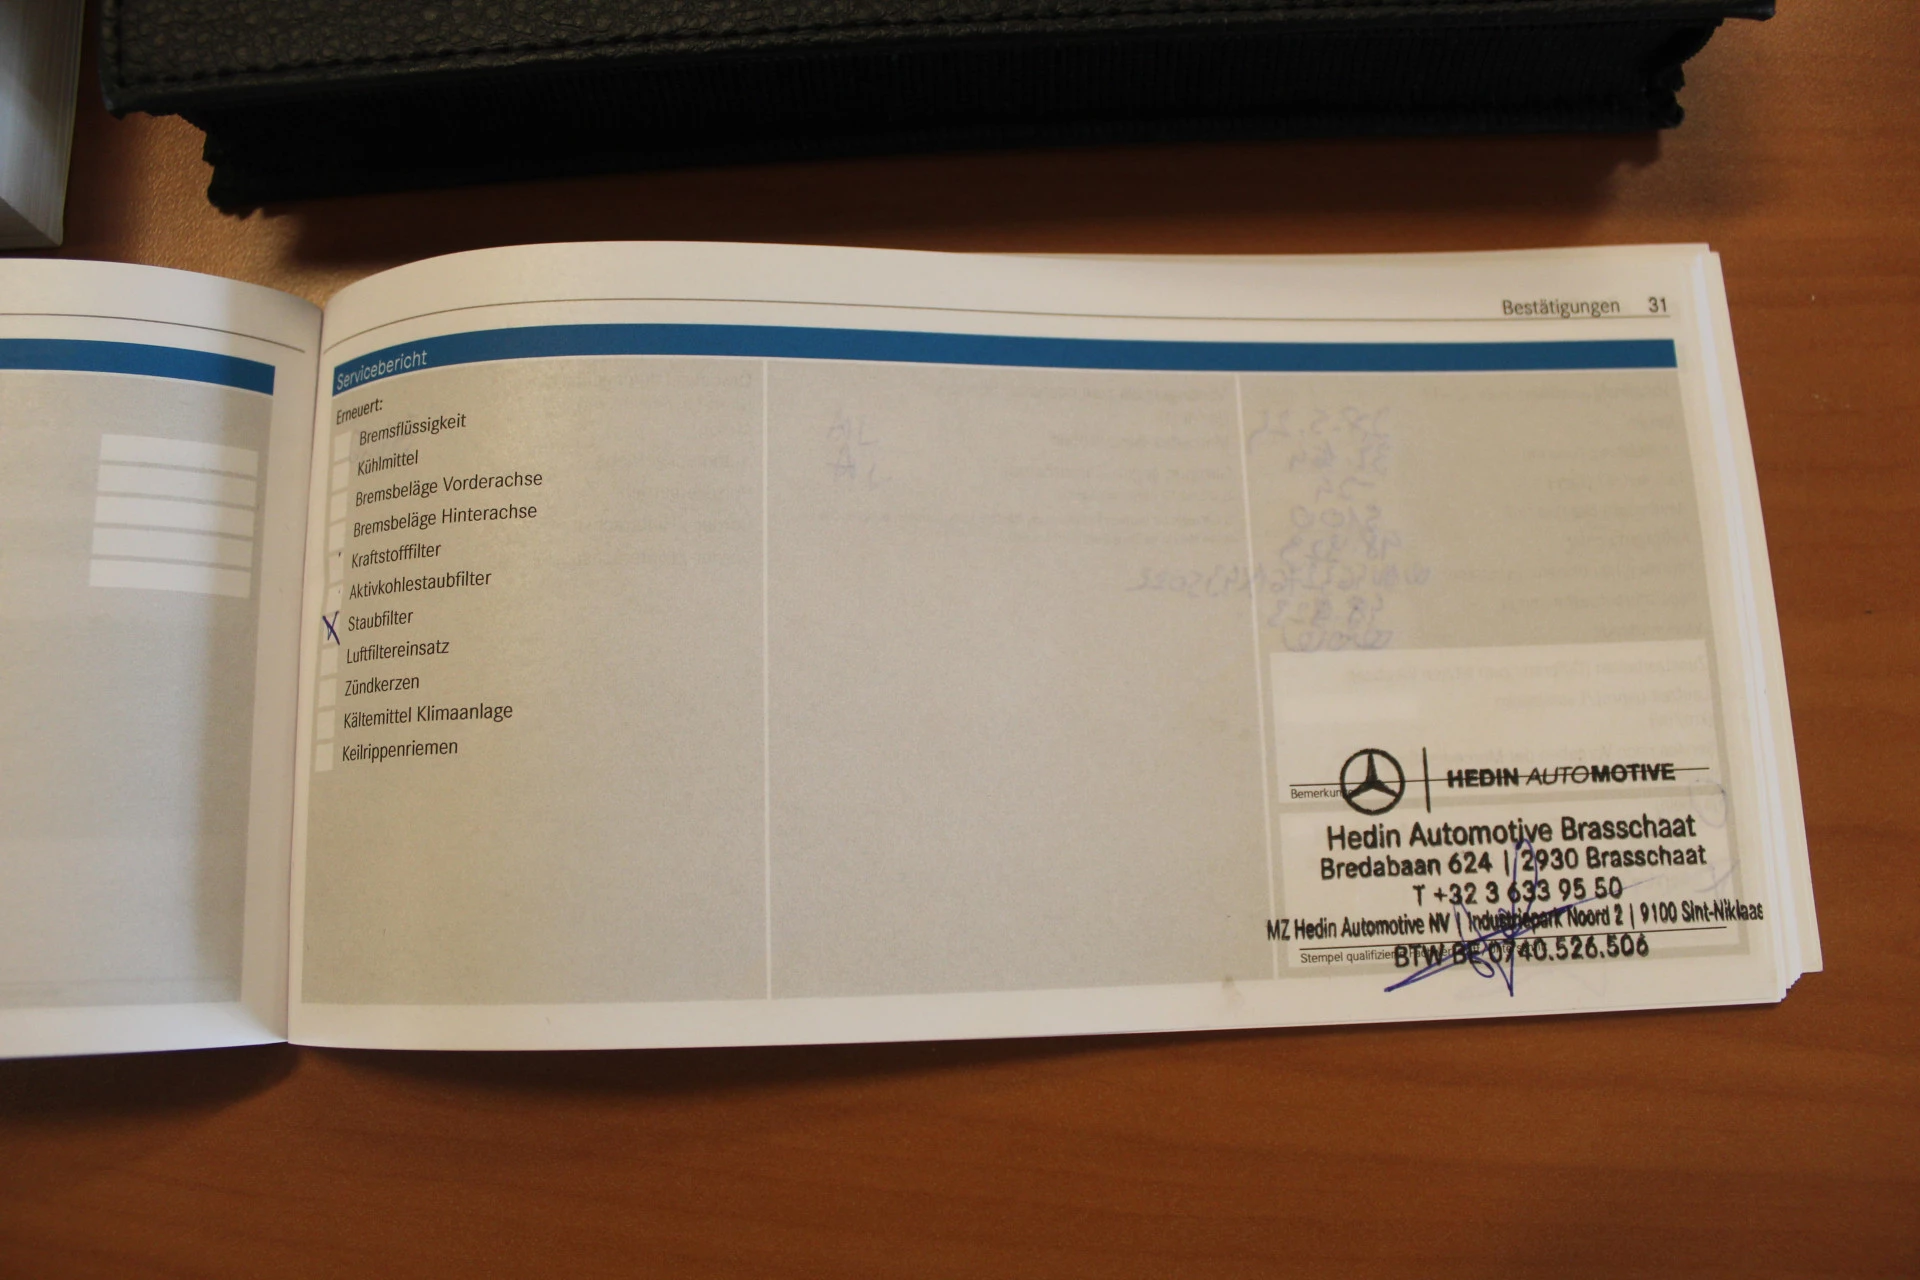 Bestätigungen 31
Servicebericht
Erneuert:
Bremsflüssigkeit
Kühlmittel
Bremsbeläge Vorderachse
Bremsbeläge Hinterachse
Kraftstofffilter
Aktivkohlestaubfilter
X Staubfilter
Luftfiltereinsatz
Zündkerzen
Kältemittel Klimaanlage
Keilrippenriemen
HEDIN AUTOMOTIVE
Hedin Automotive Brasschaat
Bredabaan 624 | 2930 Brasschaat
T +32 3 633 95 50
MZ Hedin Automotive NV | Industriepark Noord 2 | 9100 Sint-Niklaas
BTW BE 0740.526.506
Stempel